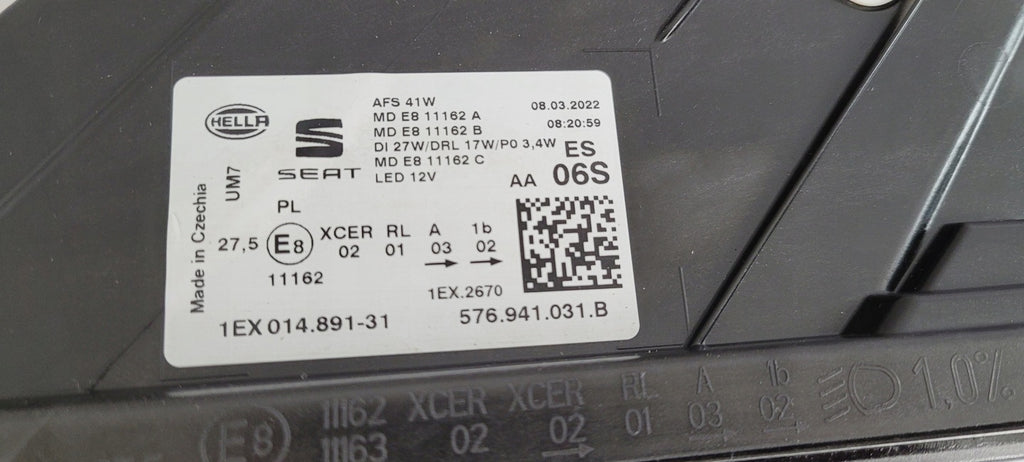 HELLA
SEAT
AFS 41W
MD E8 11162 A
MD E8 11162 B
DI 27W/DRL 17W/PO 3,4W
MD E8 11162 C
LED 12V
08.03.2022
08:20:59
ES
AA 06S
Made in Czechia
UM7
PL
27,5 E8 XCER RL A 1b
02 01 03 02
→ →
11162
1EX.2670
1EX 014.891-31
576.941.031.B
E8 11162 XCER XCER RL A 1b 1.0%
11163 02 02 01 03 02
→ → →